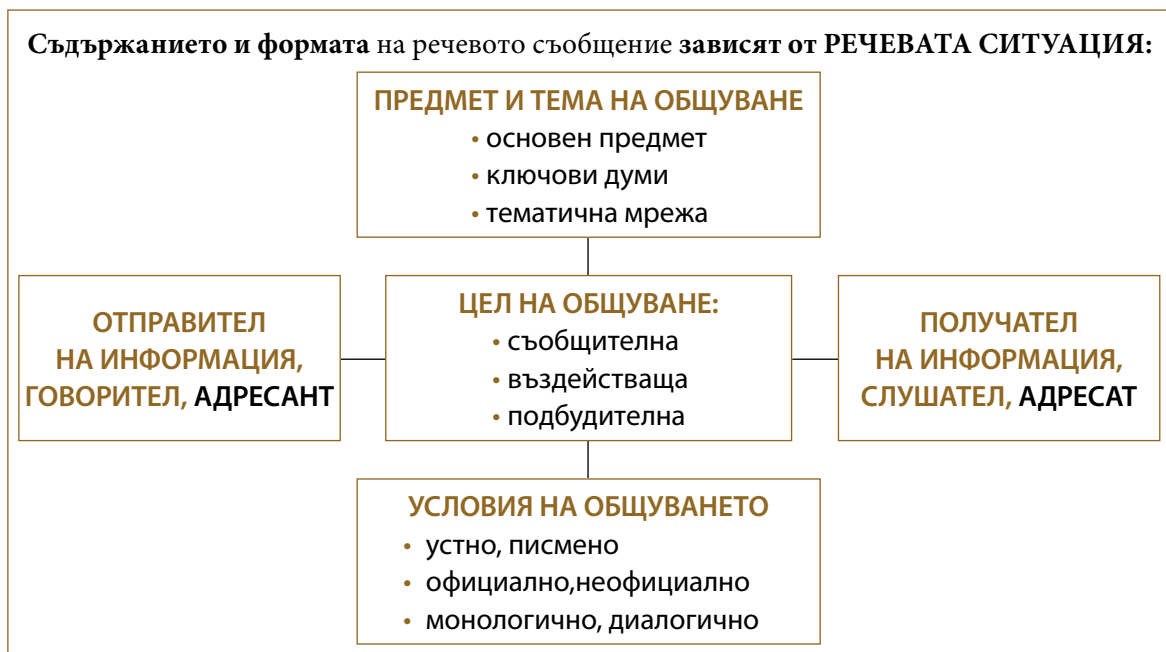 Съдържанието и формата на речевото съобщение зависят от РЕЧЕВАТА СИТУАЦИЯ:
ПРЕДМЕТ И ТЕМА НА ОБЩУВАНЕ
• основен предмет
• ключови думи
• тематична мрежа
ОТПРАВИТЕЛ
НА ИНФОРМАЦИЯ,
ГОВОРИТЕЛ, АДРЕСАНТ
ЦЕЛ НА ОБЩУВАНЕ:
• съобщителна
• въздействаща
• подбудителна
ПОЛУЧАТЕЛ
НА ИНФОРМАЦИЯ,
СЛУШАТЕЛ, АДРЕСАТ
УСЛОВИЯ НА ОБЩУВАНЕТО
• устно, писмено
• официално,неофициално
• монологично, диалогично